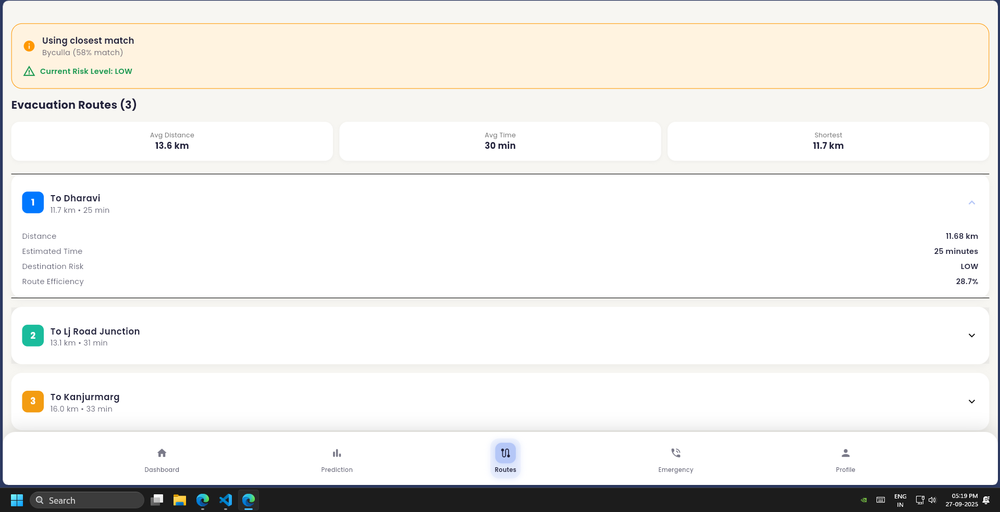 Using closest match
Byculla (58% match)
Current Risk Level: LOW
Evacuation Routes (3)
Avg Distance
13.6 km
Avg Time
30 min
Shortest
11.7 km
1
To Dharavi
11.7 km • 25 min
Distance 11.68 km
Estimated Time 25 minutes
Destination Risk LOW
Route Efficiency 28.7%
2
To Lj Road Junction
13.1 km • 31 min
3
To Kanjurmarg
16.0 km • 33 min
Dashboard
Prediction
Routes
Emergency
Profile
Search
ENG
IN
05:19 PM
27-09-2025